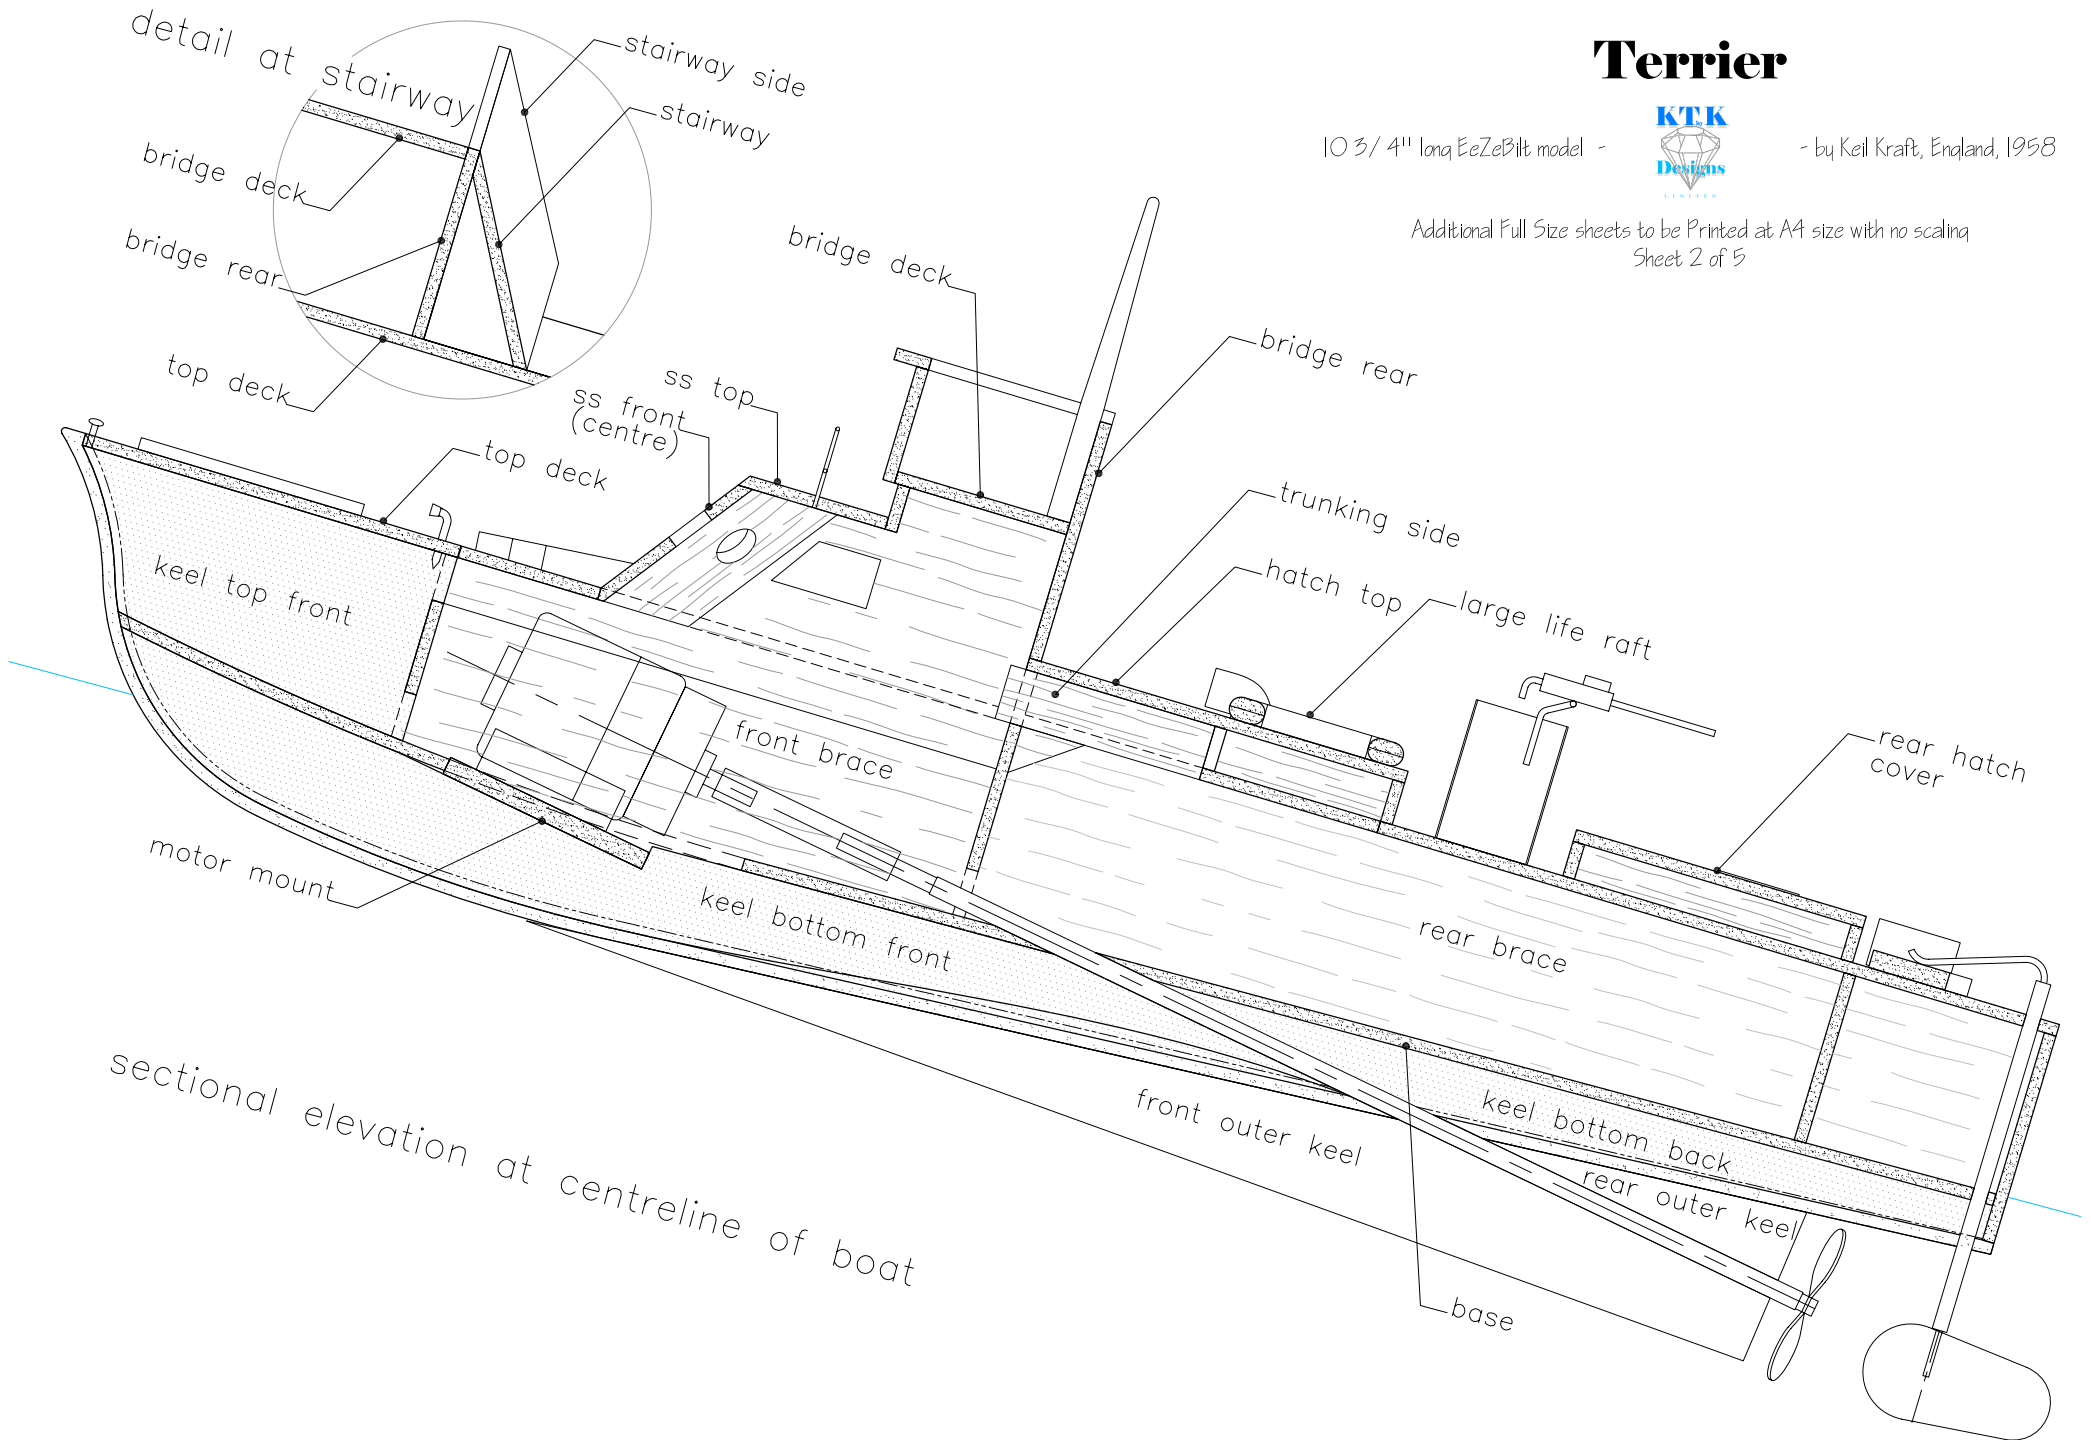 detail at stairway
stairway side
stairway
bridge deck
bridge rear
top deck
Terrier
KTK
by
Designs
LIMITED
10 3/4" long EeZeBilt model -
- by Keil Kraft, England, 1958
Additional Full Size sheets to be Printed at A4 size with no scaling
Sheet 2 of 5
bridge deck
bridge rear
ss top
ss front
(centre)
top deck
trunking side
hatch top
large life raft
rear hatch
cover
keel top front
front brace
motor mount
keel bottom front
rear brace
front outer keel
keel bottom back
rear outer keel
base
sectional elevation at centreline of boat